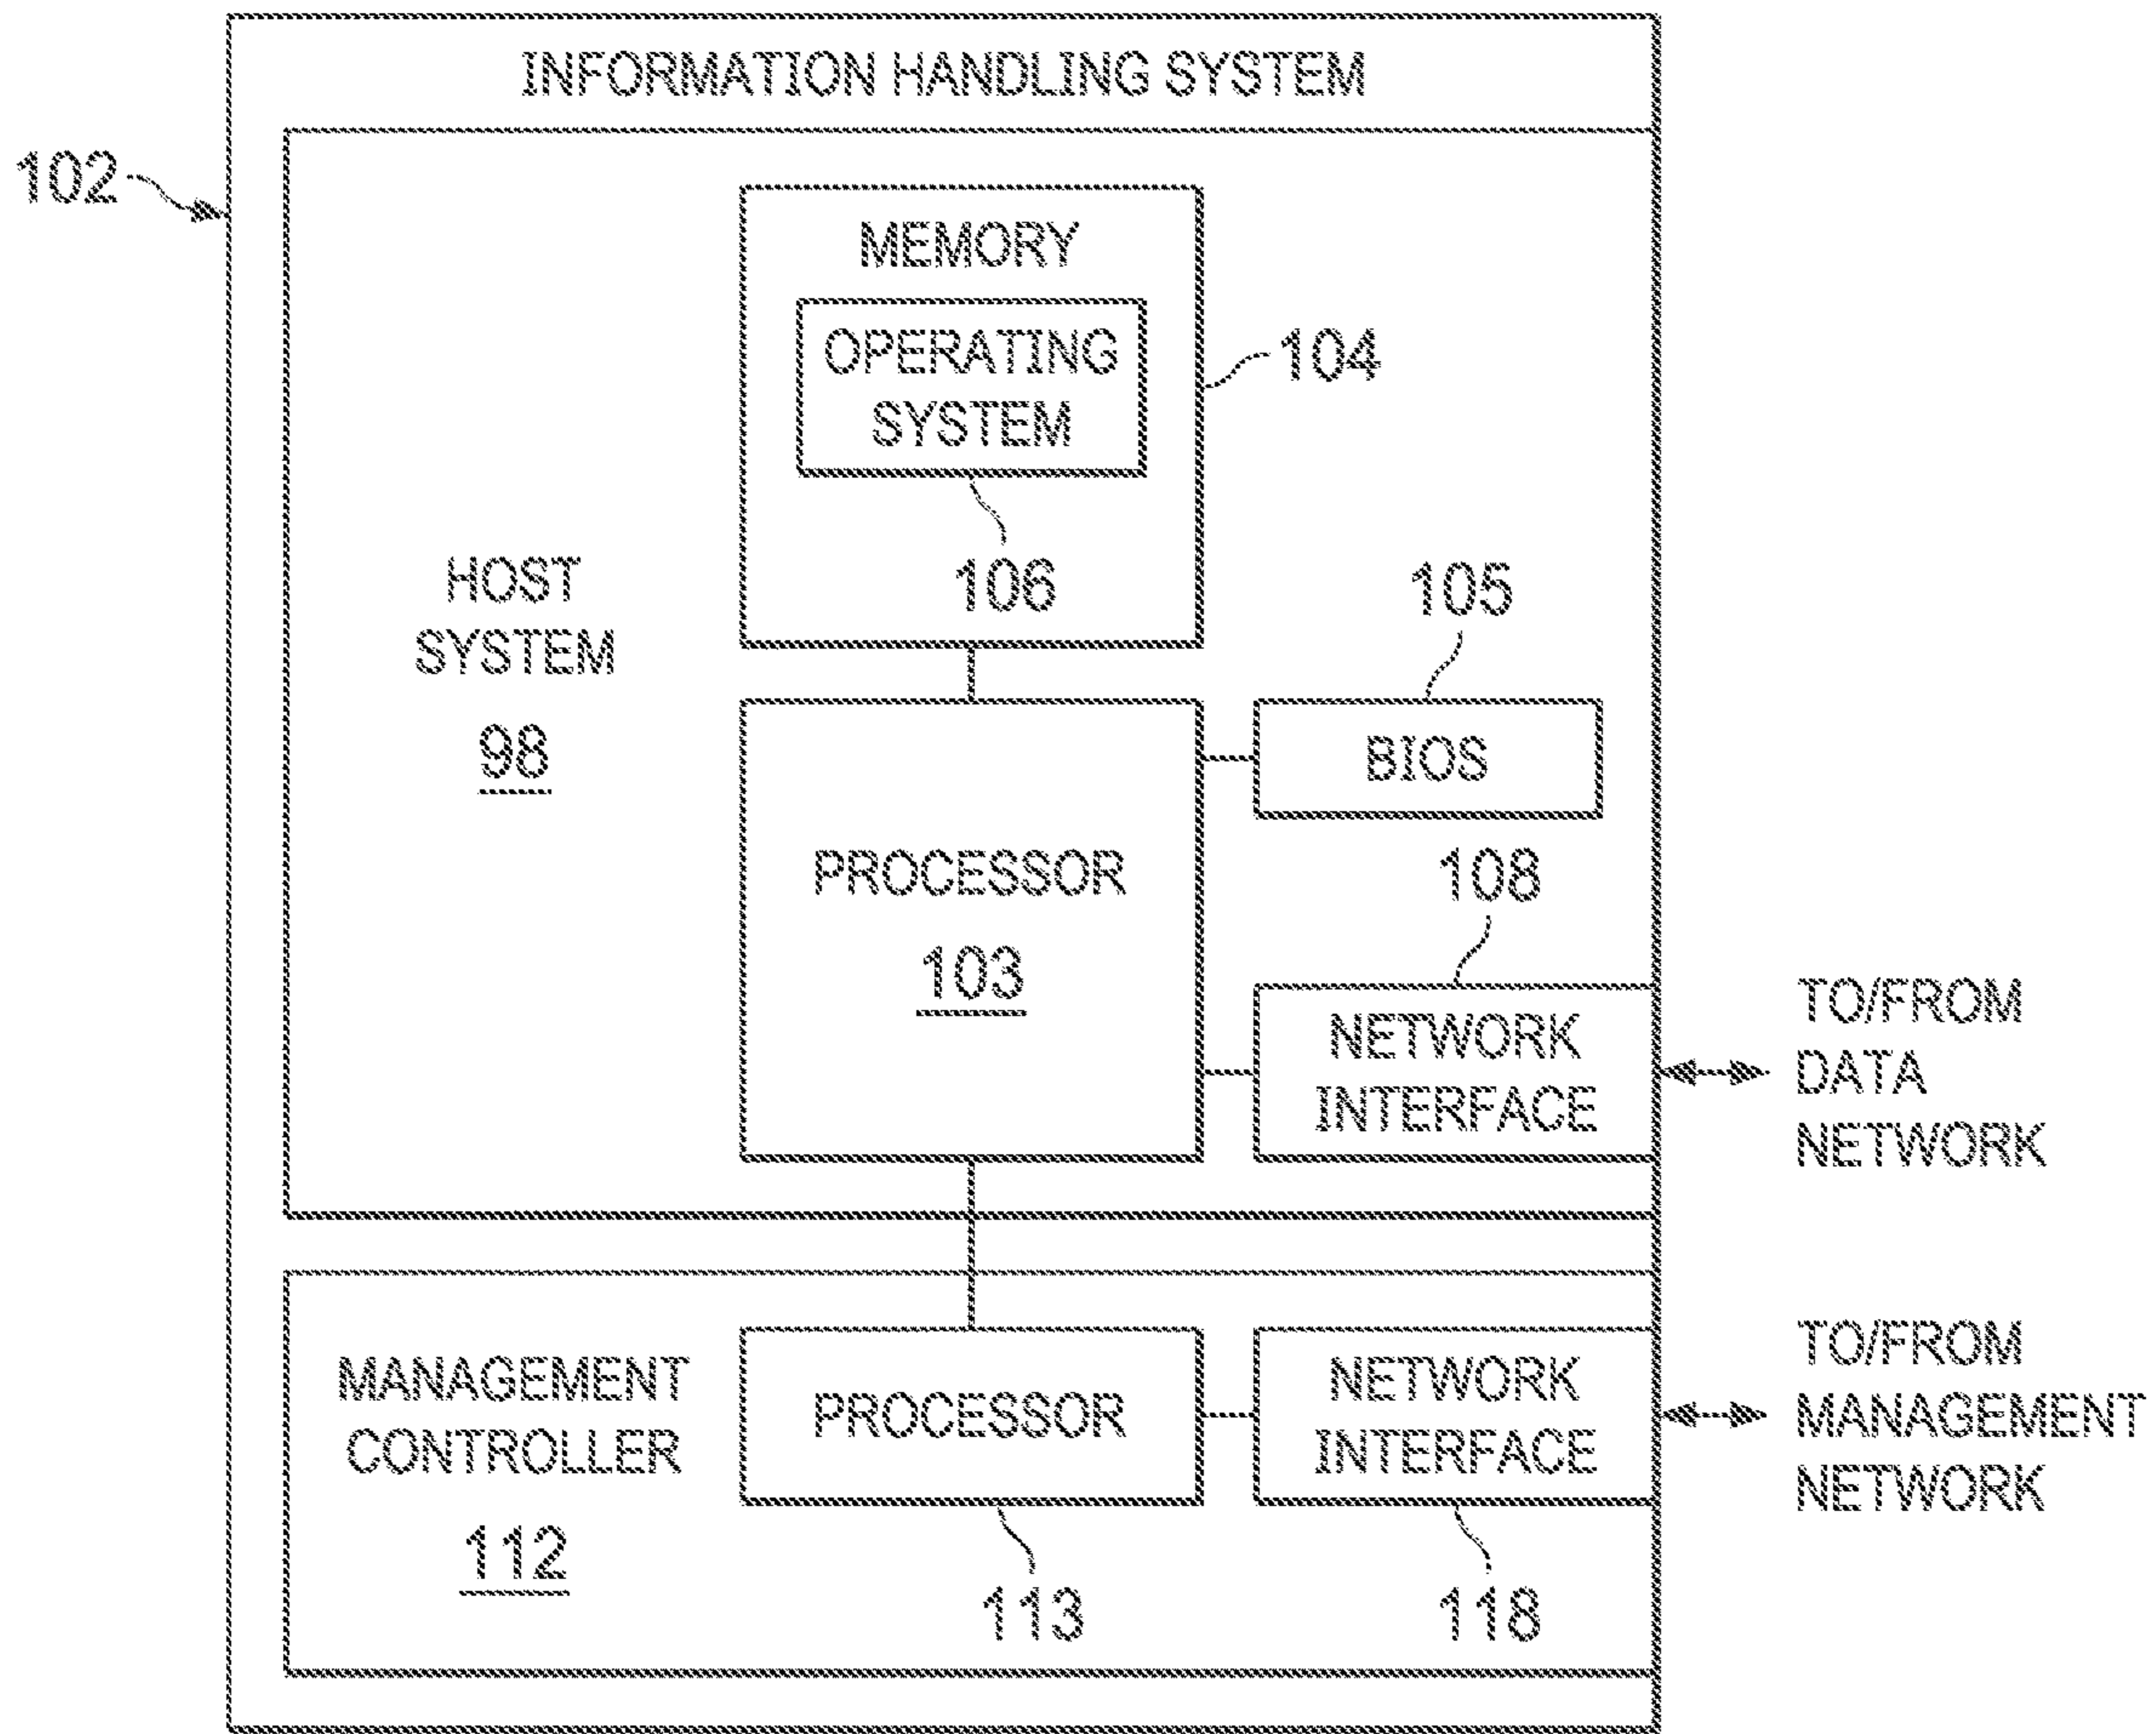 INFORMATION HANDLING SYSTEM
102
MEMORY
OPERATING
SYSTEM
104
106
HOST
SYSTEM
98
105
BIOS
PROCESSOR
103
108
NETWORK
INTERFACE
TO/FROM
DATA
NETWORK
MANAGEMENT
CONTROLLER
112
PROCESSOR
113
NETWORK
INTERFACE
118
TO/FROM
MANAGEMENT
NETWORK